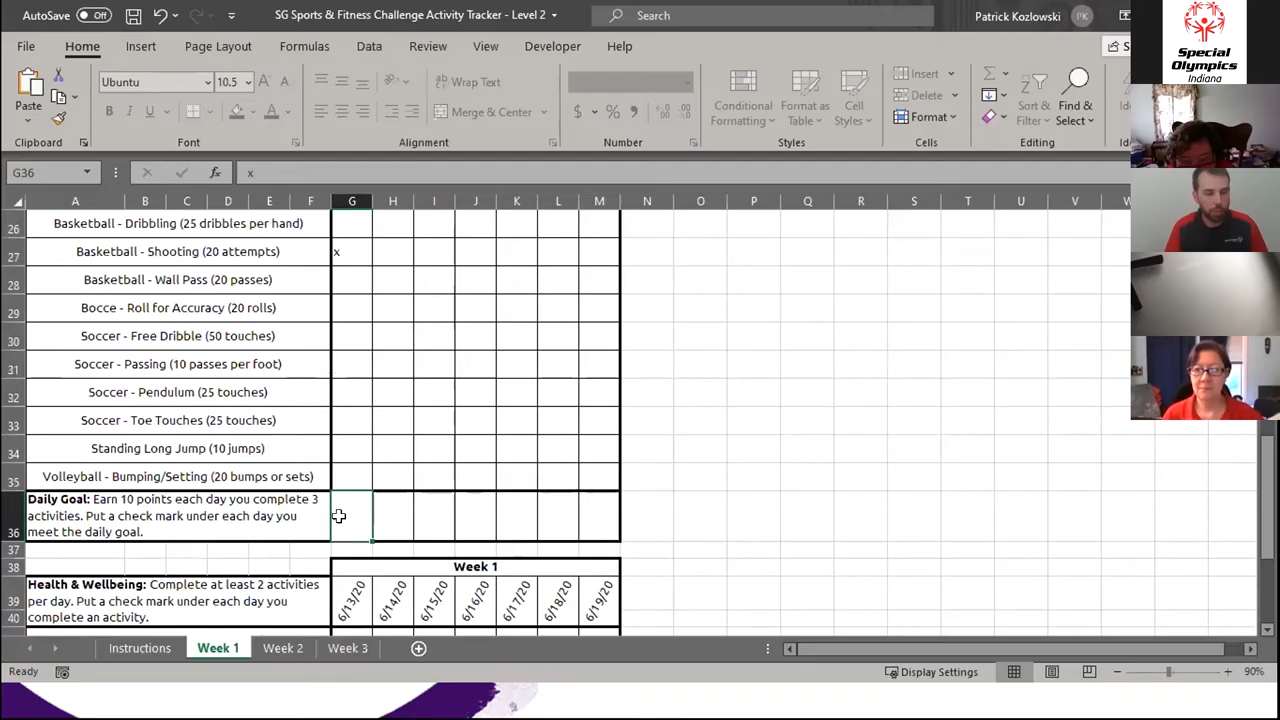 AutoSave Off SG Sports & Fitness Challenge Activity Tracker - Level 2 Search Patrick Kozlowski PK
File Home Insert Page Layout Formulas Data Review View Developer Help
Special
Olympics
Indiana
Paste
Ubuntu 10.5
B I U
Wrap Text
Merge & Center
$ % ,
Conditional
Formatting
Format as
Table
Cell
Styles
Insert
Delete
Format
Sort &
Filter
Find &
Select
Clipboard Font Alignment Number Styles Cells Editing
G36 fx x
A B C D E F G H I J K L M N O P Q R S T U V
26 Basketball - Dribbling (25 dribbles per hand)
27 Basketball - Shooting (20 attempts) x
28 Basketball - Wall Pass (20 passes)
29 Bocce - Roll for Accuracy (20 rolls)
30 Soccer - Free Dribble (50 touches)
31 Soccer - Passing (10 passes per foot)
32 Soccer - Pendulum (25 touches)
33 Soccer - Toe Touches (25 touches)
34 Standing Long Jump (10 jumps)
35 Volleyball - Bumping/Setting (20 bumps or sets)
Daily Goal: Earn 10 points each day you complete 3
activities. Put a check mark under each day you
36 meet the daily goal.
37
38 Week 1
Health & Wellbeing: Complete at least 2 activities
39 per day. Put a check mark under each day you
40 complete an activity.
6/13/20 6/14/20 6/15/20 6/16/20 6/17/20 6/18/20 6/19/20
Instructions Week 1 Week 2 Week 3
Ready Display Settings 90%